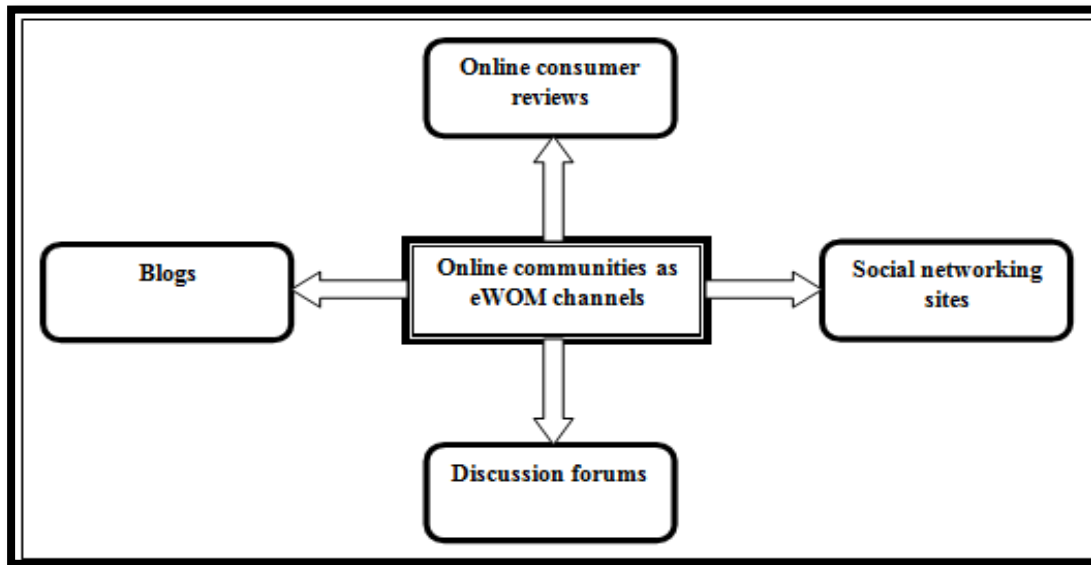 Online consumer
reviews
Blogs
Online communities as
eWOM channels
Social networking
sites
Discussion forums